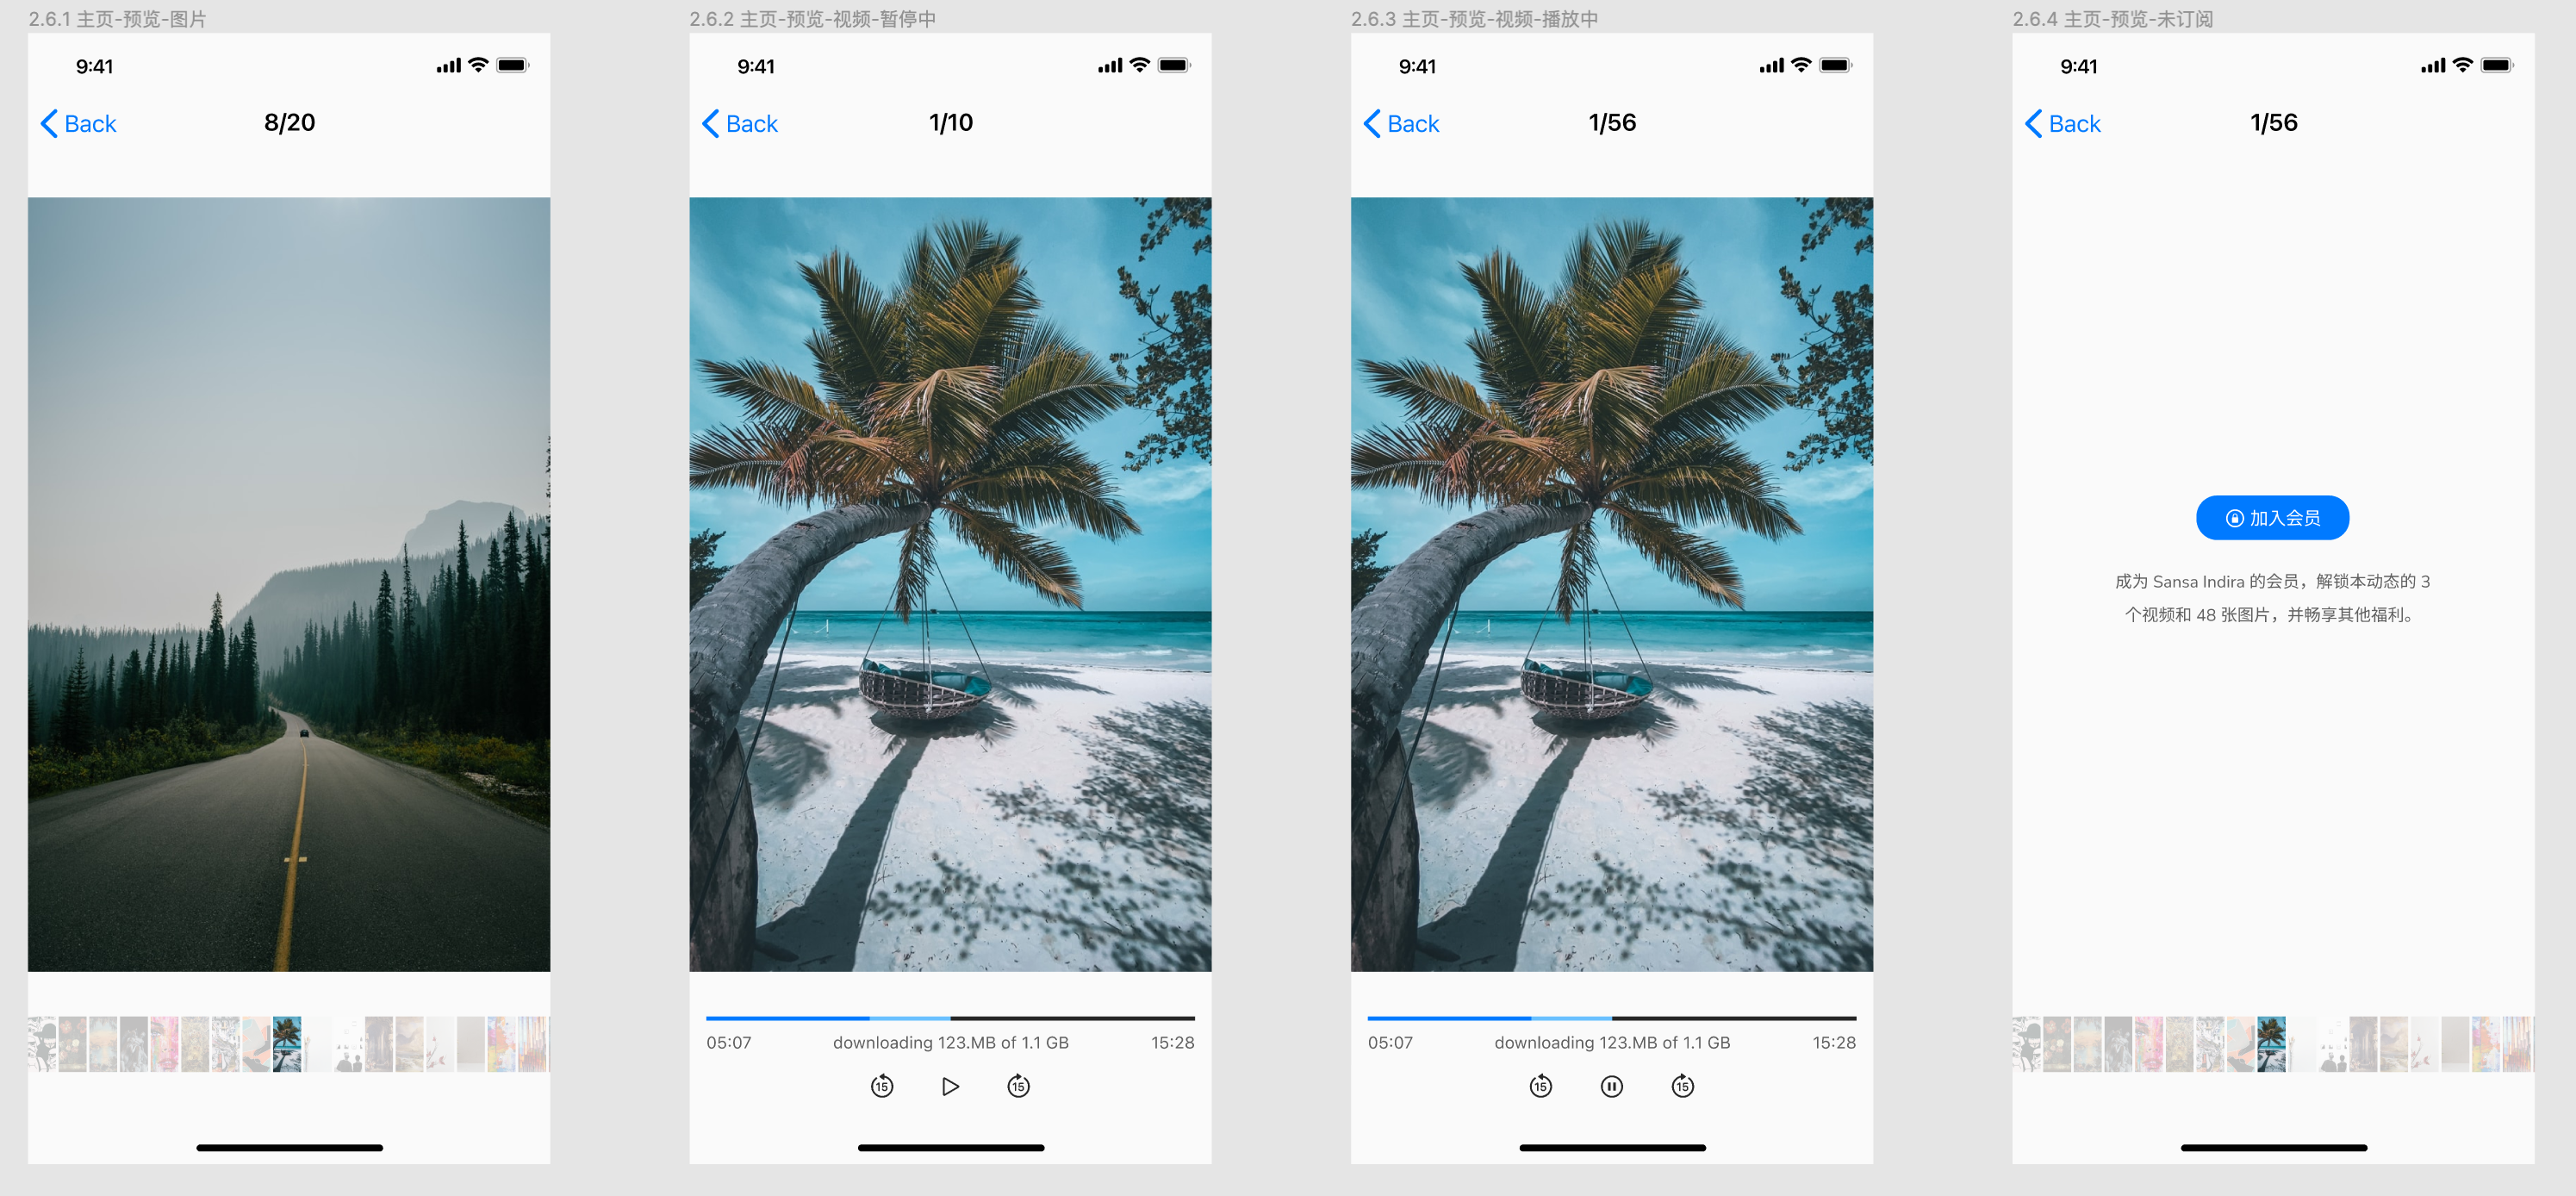 2.6.1 主页-预览-图片
9:41
Back
8/20
2.6.2 主页-预览-视频-暂停中
9:41
Back
1/10
05:07
downloading 123.MB of 1.1 GB
15:28
15
15
2.6.3 主页-预览-视频-播放中
9:41
Back
1/56
05:07
downloading 123.MB of 1.1 GB
15:28
15
15
2.6.4 主页-预览-未订阅
9:41
Back
1/56
加入会员
成为 Sansa Indira 的会员，解锁本动态的 3
个视频和 48 张图片，并畅享其他福利。